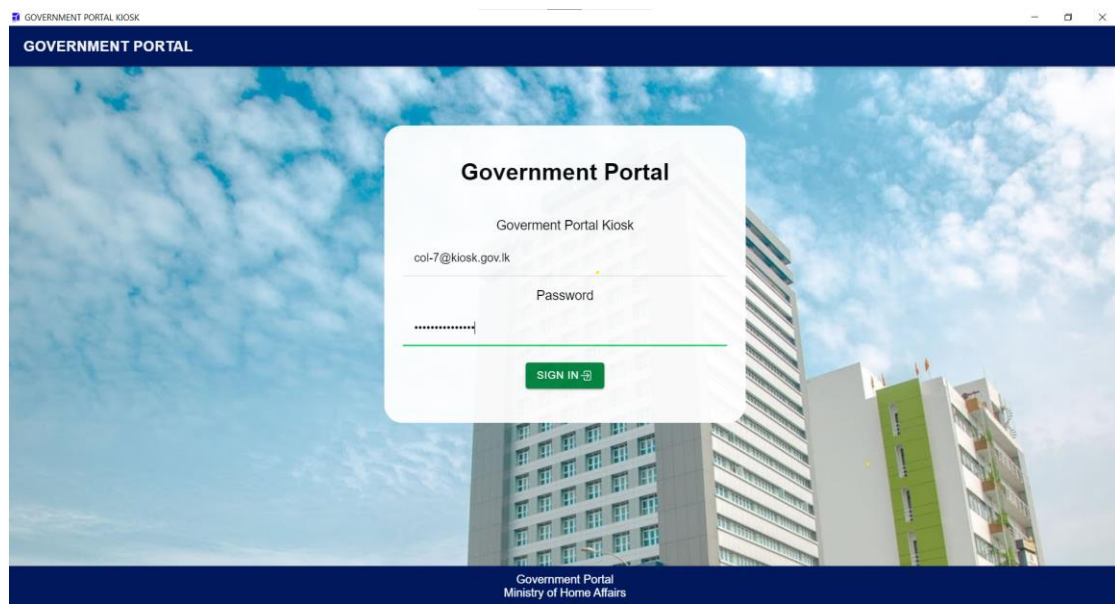 GOVERNMENT PORTAL KIOSK
GOVERNMENT PORTAL
Government Portal
Goverment Portal Kiosk
col-7@kiosk.gov.lk
Password
•••••••••••••••
SIGN IN
Government Portal
Ministry of Home Affairs